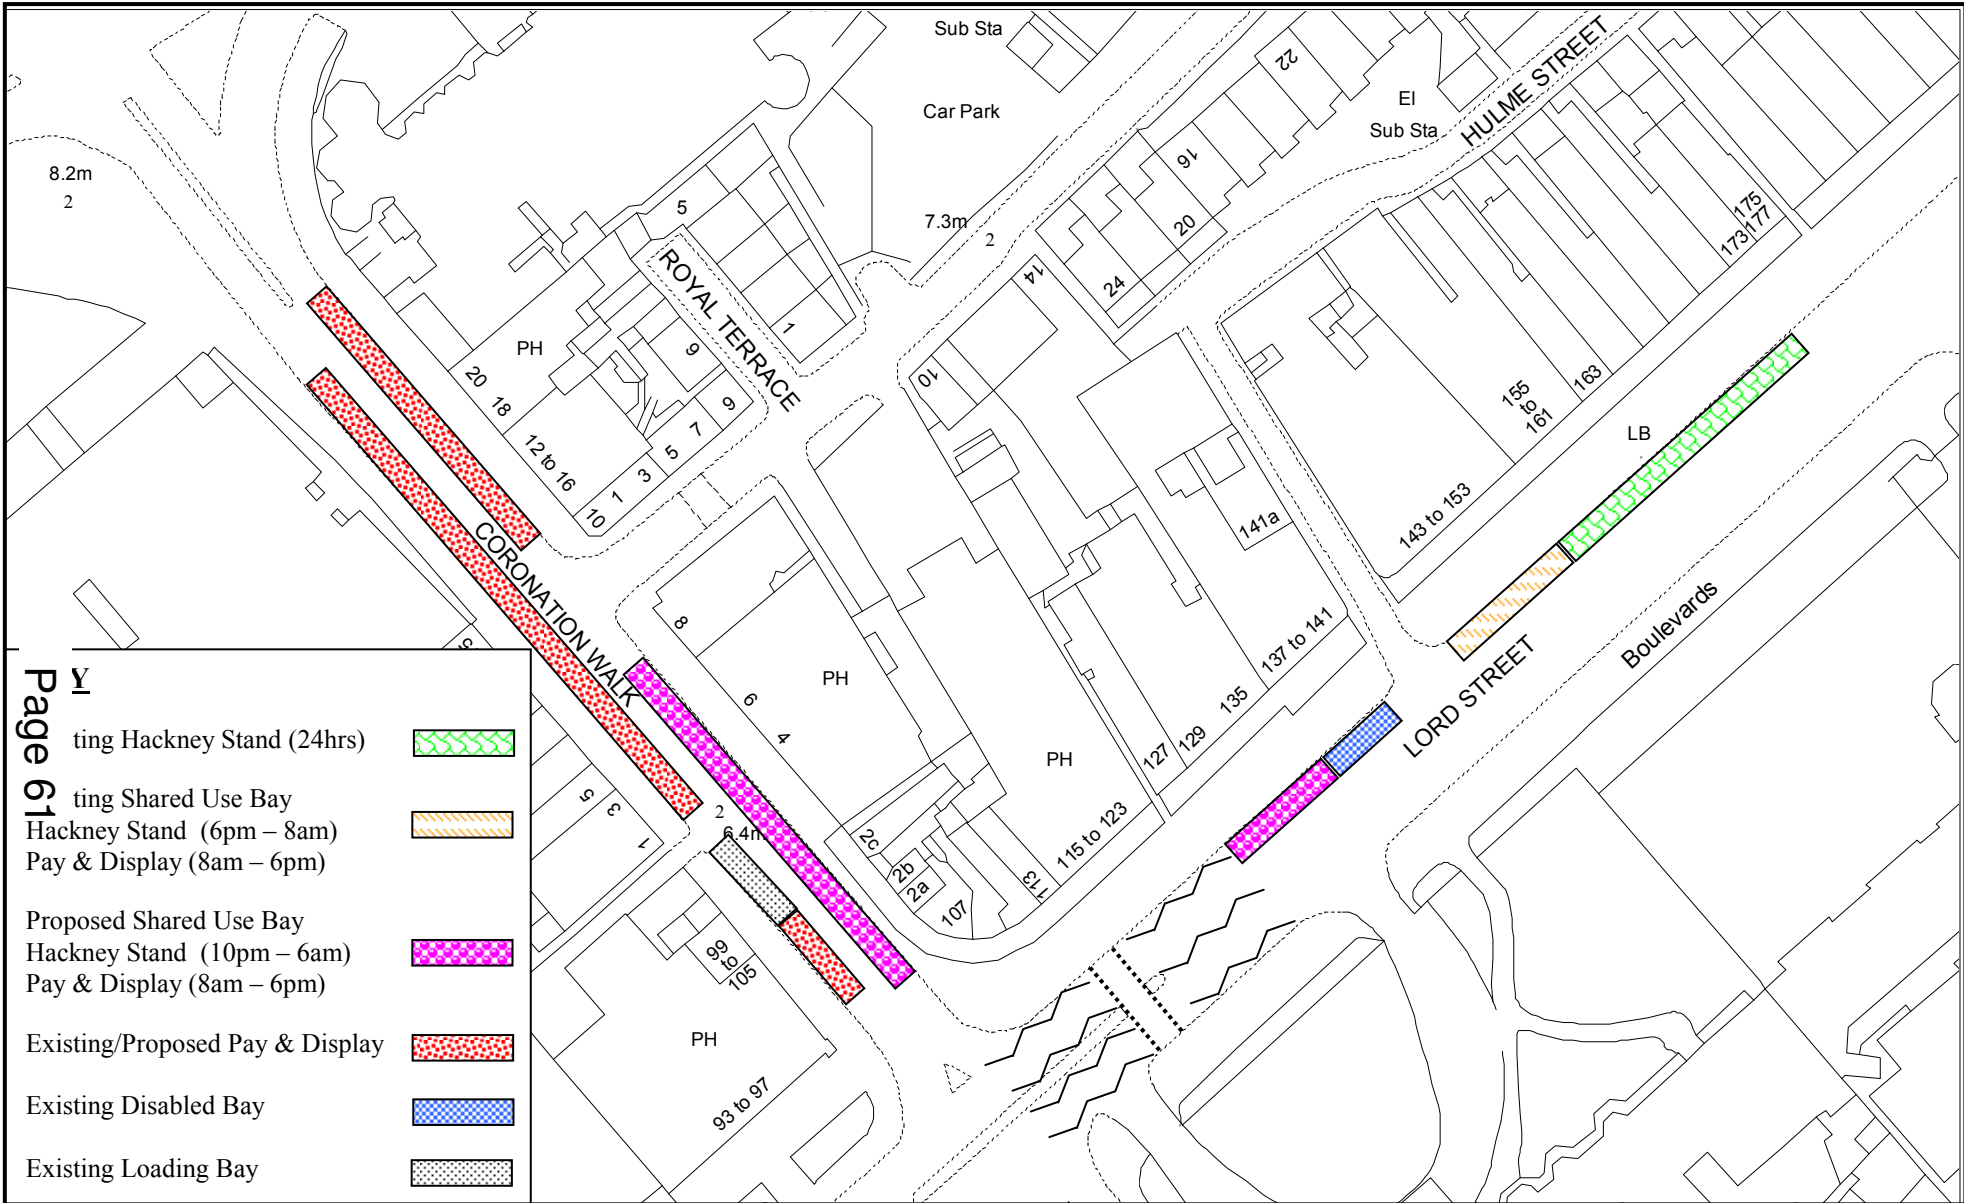 Sub Sta
Car Park
22
El
Sub Sta
HULME STREET
8.2m
2
5
7.3m
2
16
20
24
14
175
177
173
ROYAL TERRACE
1
9
PH
20
18
12 to 16
10
1
3
5
7
9
10
155
to
161
163
LB
143 to 153
141a
137 to 141
135
129
127
CORONATION WALK
8
6
4
PH
PH
115 to 123
113
107
2c
2b
2a
LORD STREET
Boulevards
5
5
3
1
2
6.4m
99
to
105
PH
93 to 97
Page 61
Y
ting Hackney Stand (24hrs)
ting Shared Use Bay
Hackney Stand (6pm – 8am)
Pay & Display (8am – 6pm)
Proposed Shared Use Bay
Hackney Stand (10pm – 6am)
Pay & Display (8am – 6pm)
Existing/Proposed Pay & Display
Existing Disabled Bay
Existing Loading Bay